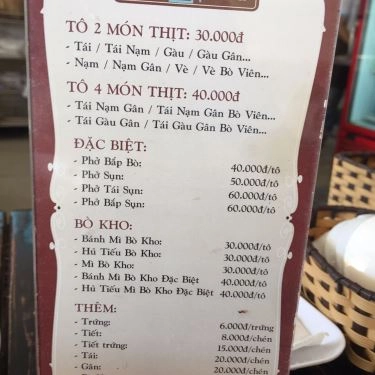 TÔ 2 MÓN THỊT: 30.000đ
- Tái / Tái Nạm / Gàu / Gàu Gân...
- Nạm / Nạm Gân / Vè / Vè Bò Viên...
TÔ 4 MÓN THỊT: 40.000đ
- Tái Nạm Gân / Tái Nạm Gân Bò Viên...
- Tái Gàu Gân / Tái Gàu Gân Bò Viên...
ĐẶC BIỆT:
- Phở Bắp Bò: 40.000đ/tô
- Phở Sụn: 50.000đ/tô
- Phở Tái Sụn: 60.000đ/tô
- Phở Bắp Sụn: 60.000đ/tô
BÒ KHO:
- Bánh Mì Bò Kho: 30.000đ/tô
- Hủ Tiếu Bò Kho: 30.000đ/tô
- Mì Bò Kho: 30.000đ/tô
- Bánh Mì Bò Kho Đặc Biệt 40.000đ/tô
- Hủ Tiếu Mì Bò Kho Đặc Biệt 40.000đ/tô
THÊM:
- Trứng: 6.000đ/trứng
- Tiết: 8.000đ/chén
- Tiết trứng: 15.000đ/chén
- Tái: 20.000đ/chén
- Gân: 20.000đ/chén